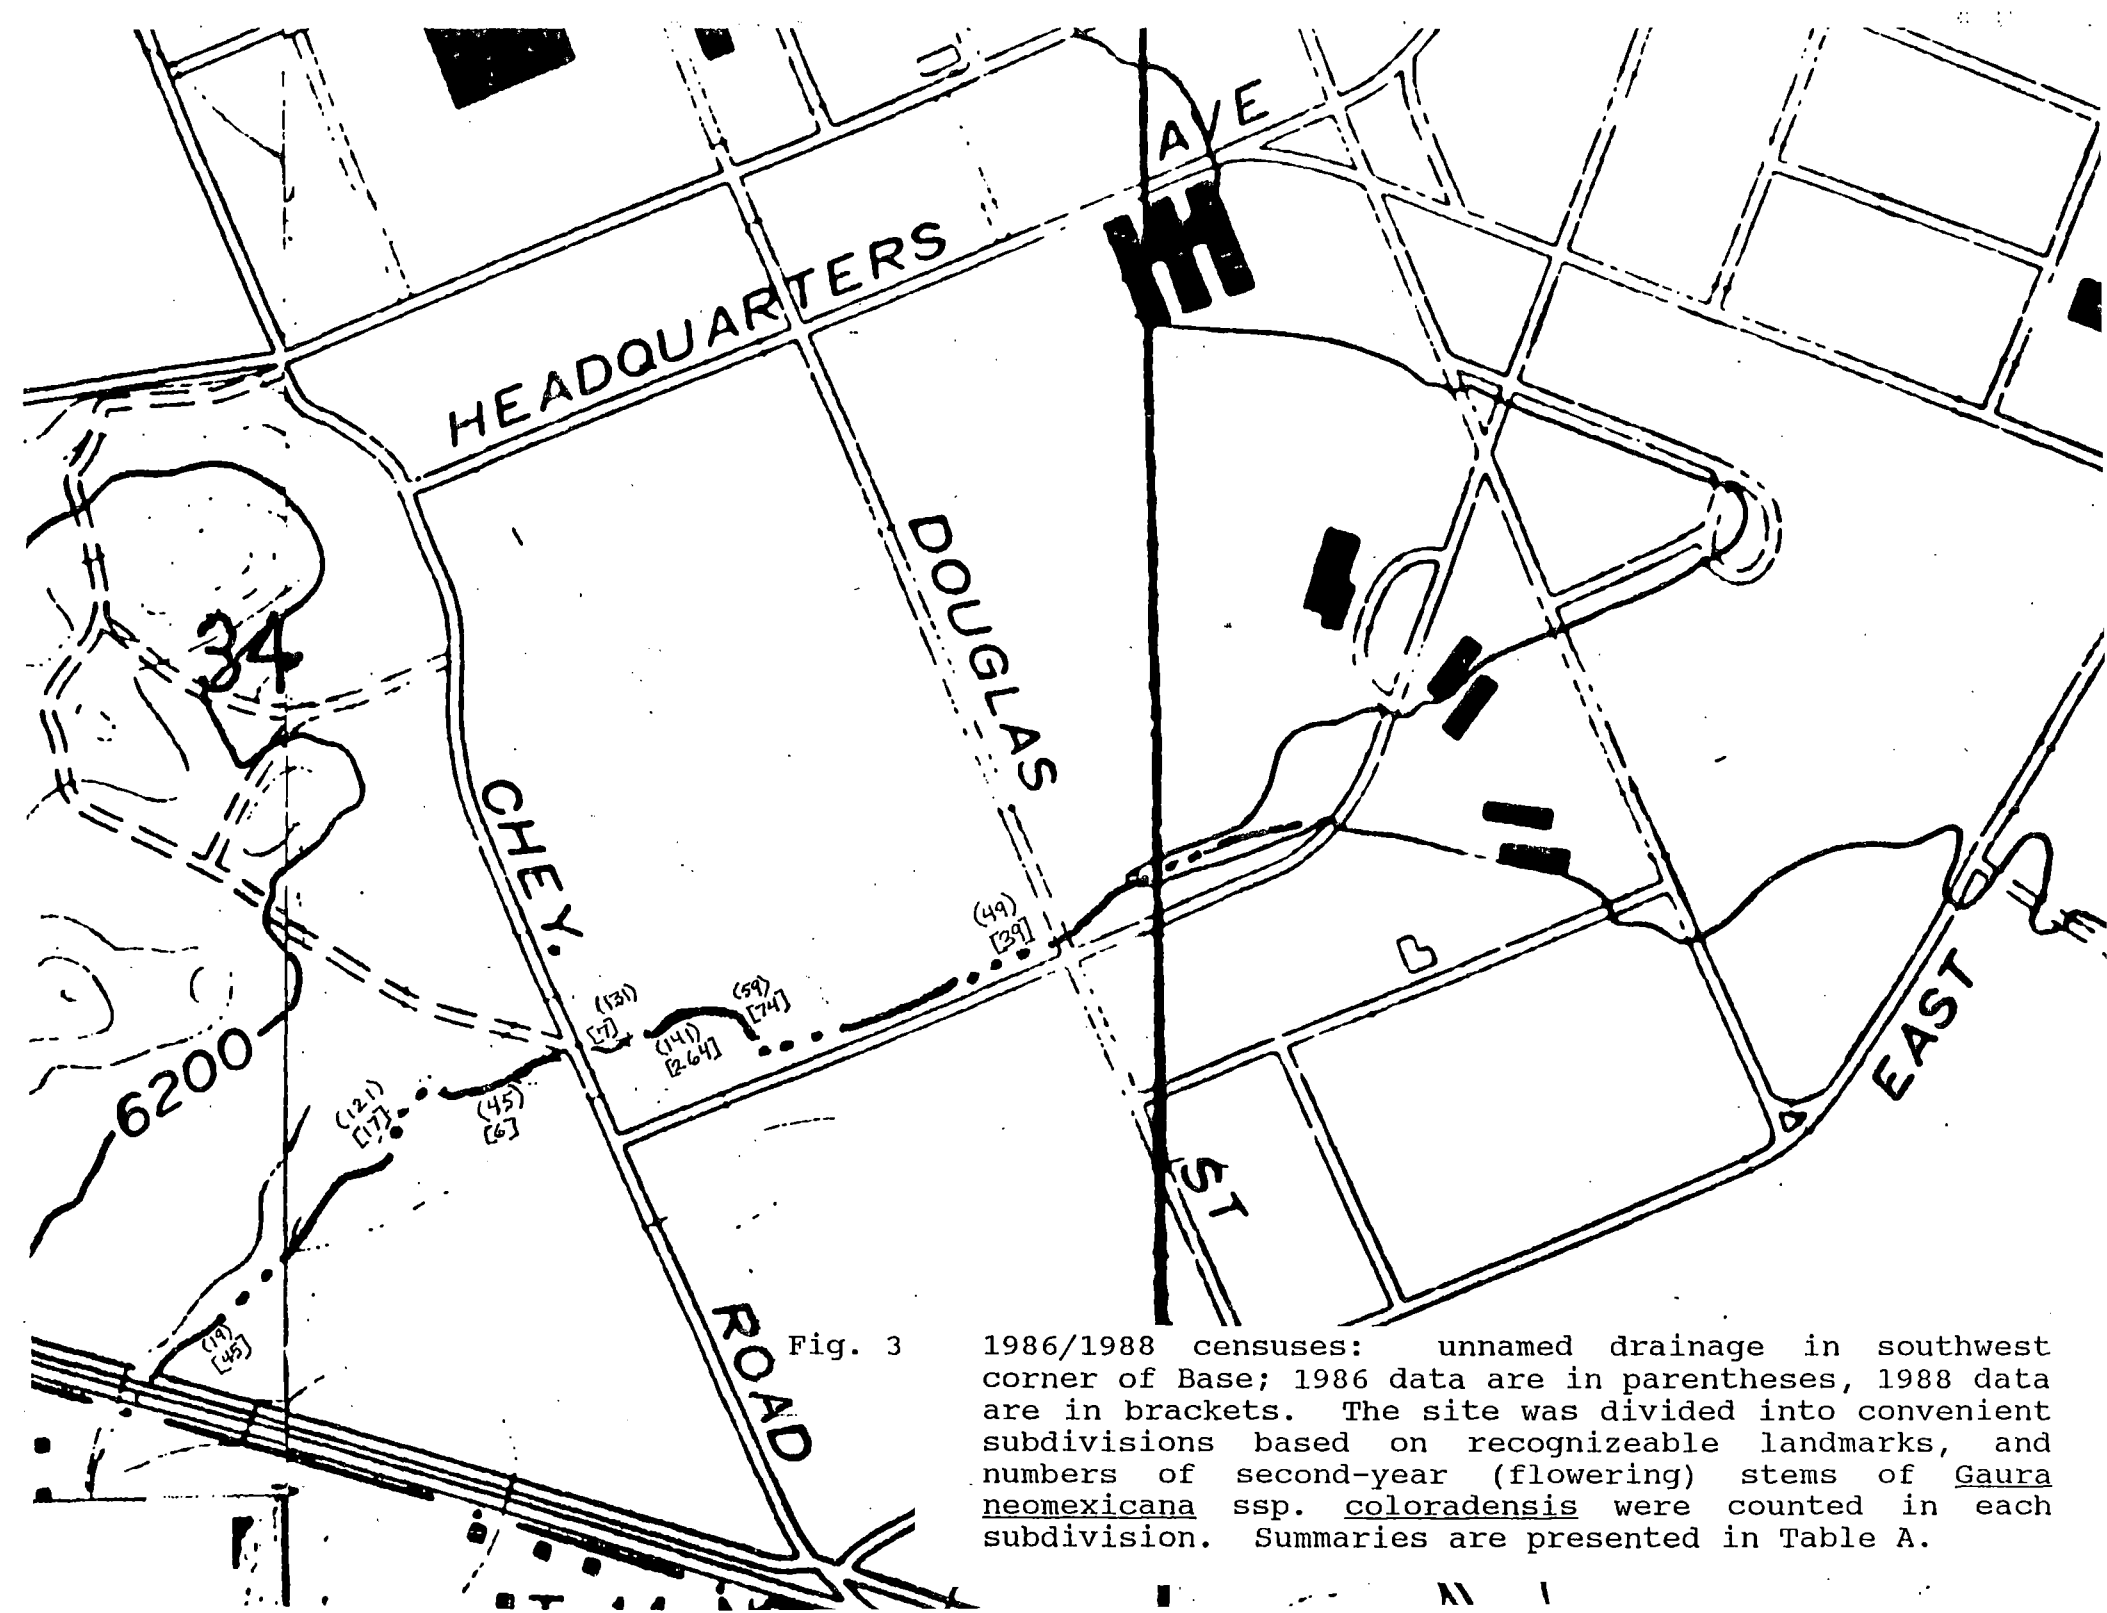 AVE
HEADQUARTERS
DOUGLAS
34
CHEY.
(49)
[39]
(131)
[7]
(59)
[74]
(141)
[264]
6200
(121)
[17]
(45)
[6]
EAST
ST
(19)
[45]
ROAD
Fig. 3 1986/1988 censuses: unnamed drainage in southwest
corner of Base; 1986 data are in parentheses, 1988 data
are in brackets. The site was divided into convenient
subdivisions based on recognizeable landmarks, and
numbers of second-year (flowering) stems of Gaura
neomexicana ssp. coloradensis were counted in each
subdivision. Summaries are presented in Table A.